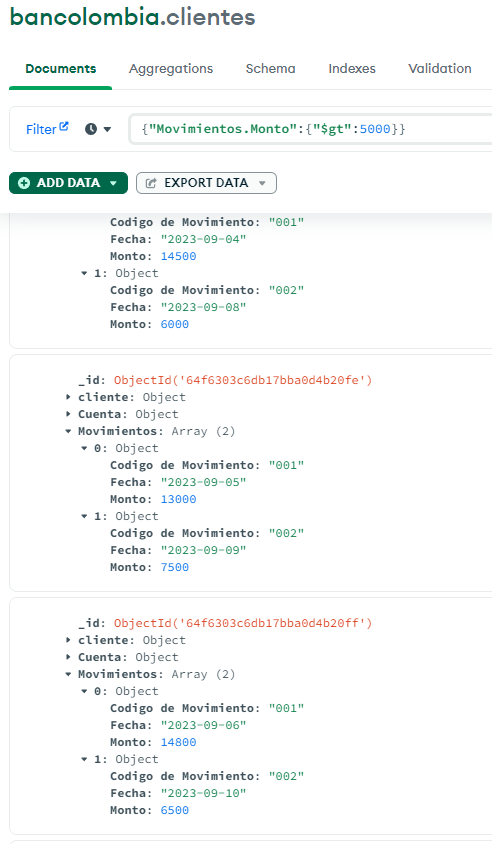 bancolombia.clientes
Documents Aggregations Schema Indexes Validation
Filter {"Movimientos.Monto":{"$gt":5000}}
ADD DATA EXPORT DATA
Codigo de Movimiento: "001"
Fecha: "2023-09-04"
Monto: 14500
1: Object
Codigo de Movimiento: "002"
Fecha: "2023-09-08"
Monto: 6000
_id: ObjectId('64f6303c6db17bba0d4b20fe')
cliente: Object
Cuenta: Object
Movimientos: Array (2)
0: Object
Codigo de Movimiento: "001"
Fecha: "2023-09-05"
Monto: 13000
1: Object
Codigo de Movimiento: "002"
Fecha: "2023-09-09"
Monto: 7500
_id: ObjectId('64f6303c6db17bba0d4b20ff')
cliente: Object
Cuenta: Object
Movimientos: Array (2)
0: Object
Codigo de Movimiento: "001"
Fecha: "2023-09-06"
Monto: 14800
1: Object
Codigo de Movimiento: "002"
Fecha: "2023-09-10"
Monto: 6500